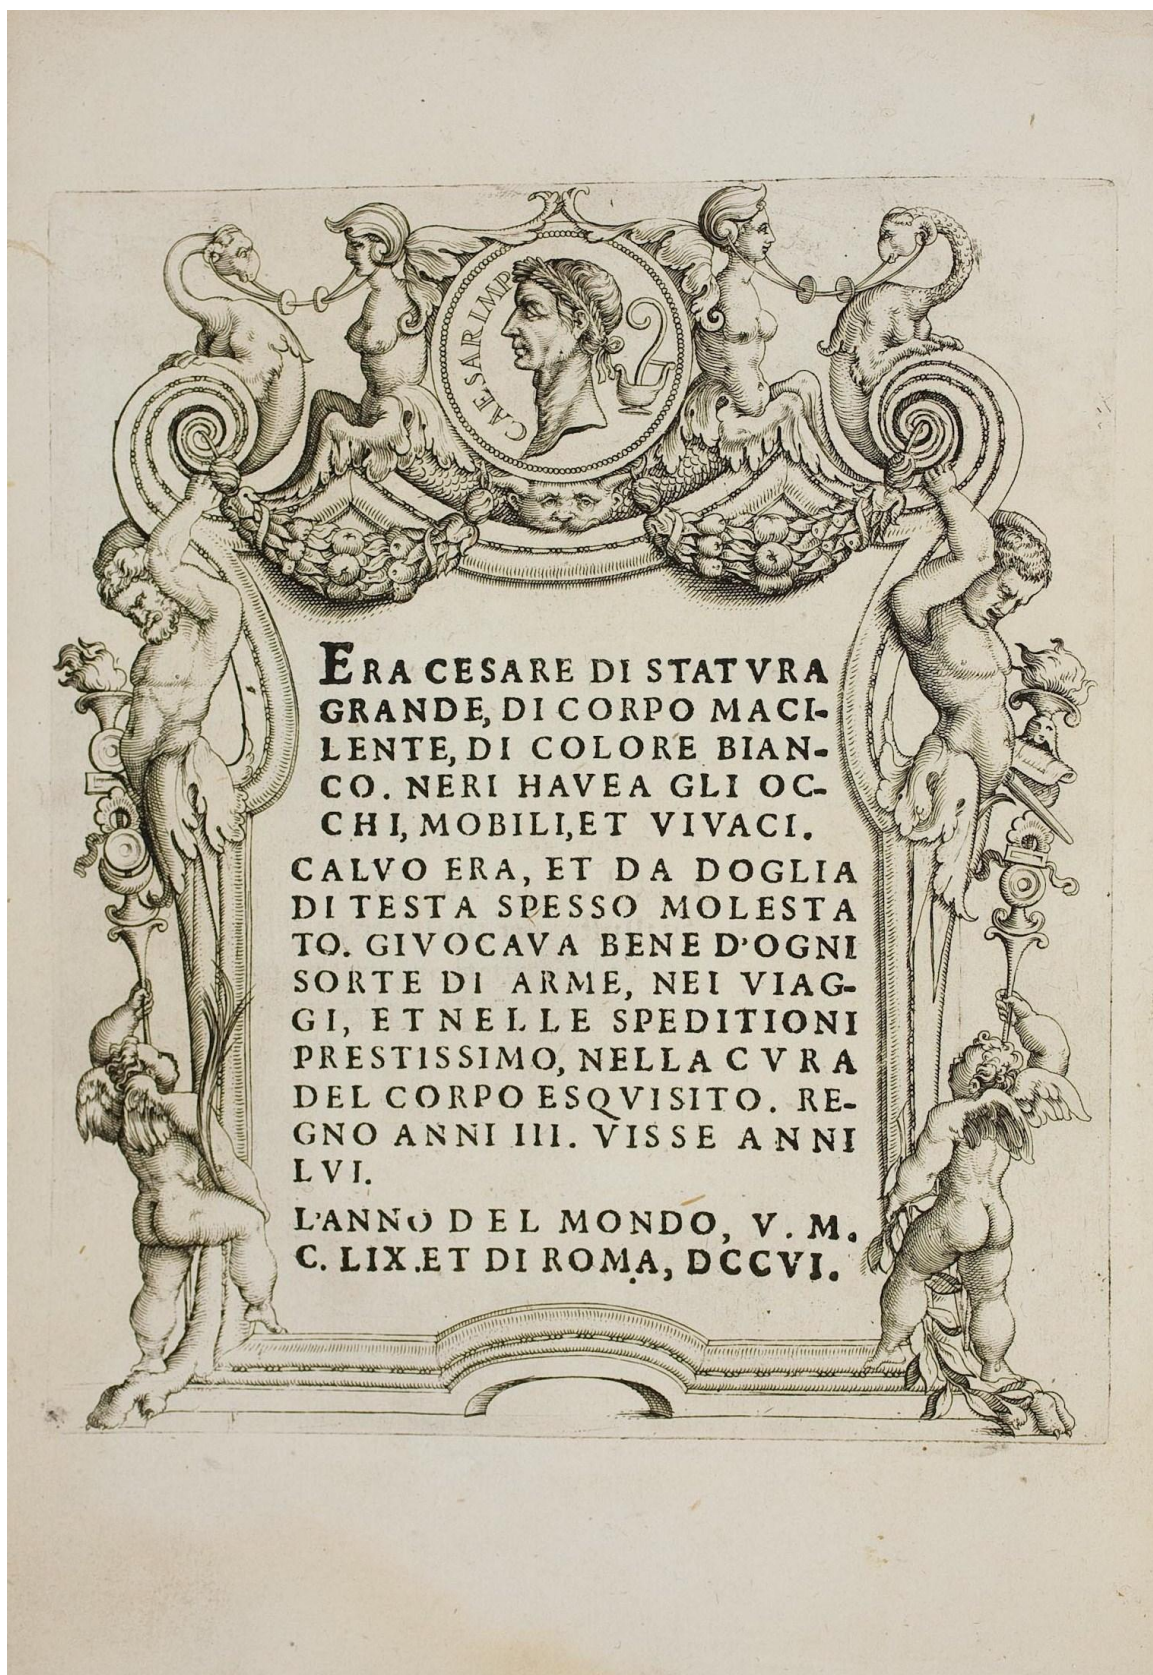 CAESAR IMP
ERA CESARE DI STATVRA
GRANDE, DI CORPO MACI-
LENTE, DI COLORE BIAN-
CO. NERI HAVEA GLI OC-
CHI, MOBILI, ET VIVACI.
CALVO ERA, ET DA DOGLIA
DI TESTA SPESSO MOLESTA
TO. GIVOCAVA BENE D'OGNI
SORTE DI ARME, NEI VIAG-
GI, ET NELLE SPEDITIONI
PRESTISSIMO, NELLA CVRA
DEL CORPO ESQVISITO. RE-
GNO ANNI III. VISSE ANNI
LVI.
L'ANNO DEL MONDO, V. M.
C. LIX. ET DI ROMA, DCCVI.